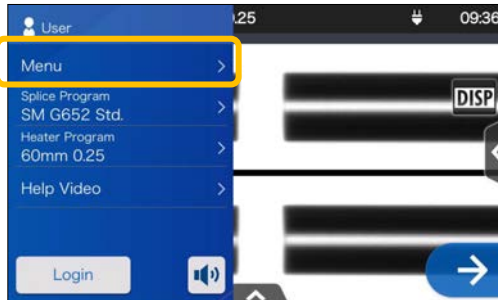 User
.25
09:36
Menu
Splice Program
SM G652 Std.
Heater Program
60mm 0.25
Help Video
Login
DISP